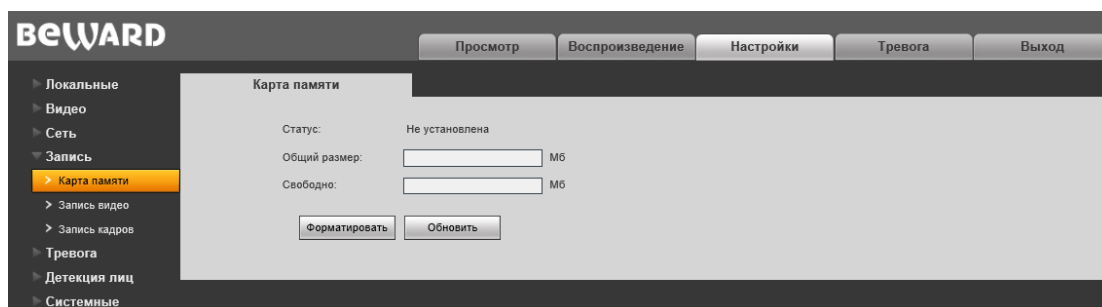 BEWARD
Просмотр
Воспроизведение
Настройки
Тревога
Выход
Локальные
Видео
Сеть
Запись
Карта памяти
Запись видео
Запись кадров
Тревога
Детекция лиц
Системные
Карта памяти
Статус: Не установлена
Общий размер: Мб
Свободно: Мб
Форматировать Обновить